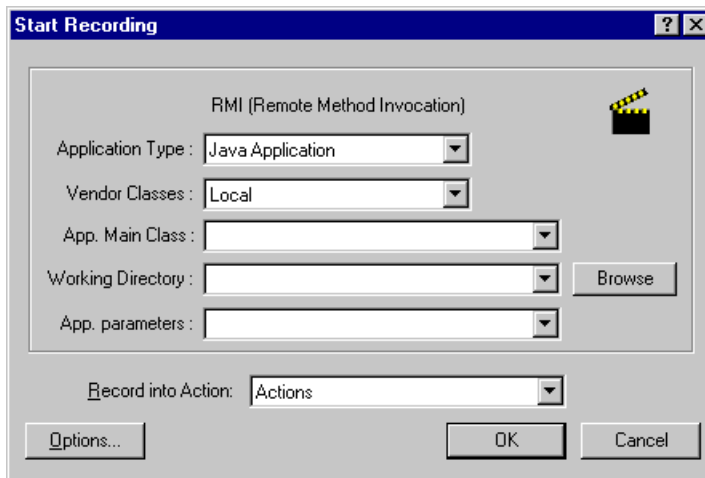 Start Recording
RMI (Remote Method Invocation)
Application Type : Java Application
Vendor Classes : Local
App. Main Class :
Working Directory : Browse
App. parameters :
Record into Action: Actions
Options... OK Cancel